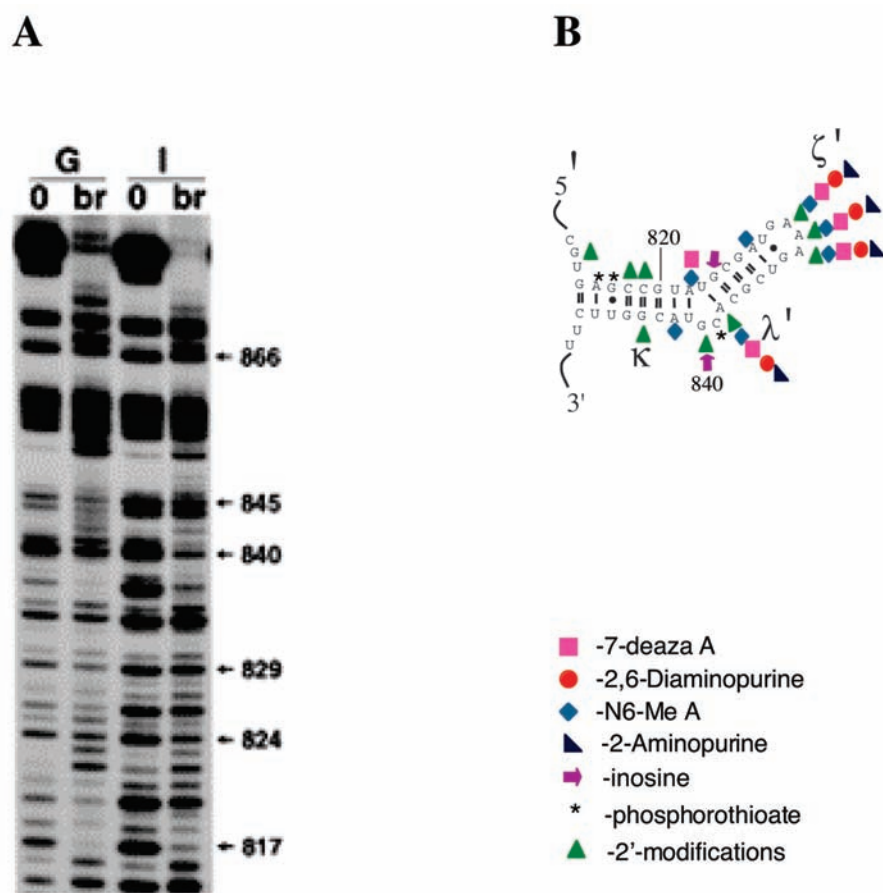 A
B
G I
0 br 0 br
← 866
← 845
← 840
← 829
← 824
← 817
ζ'
5'
820
C G U G A G C C G U A U G C G A U G A
A
A
U U C U U G G C A U G C A C G C U G
κ
λ'
840
3'
-7-deaza A
-2,6-Diaminopurine
-N6-Me A
-2-Aminopurine
-inosine
* -phosphorothioate
-2'-modifications